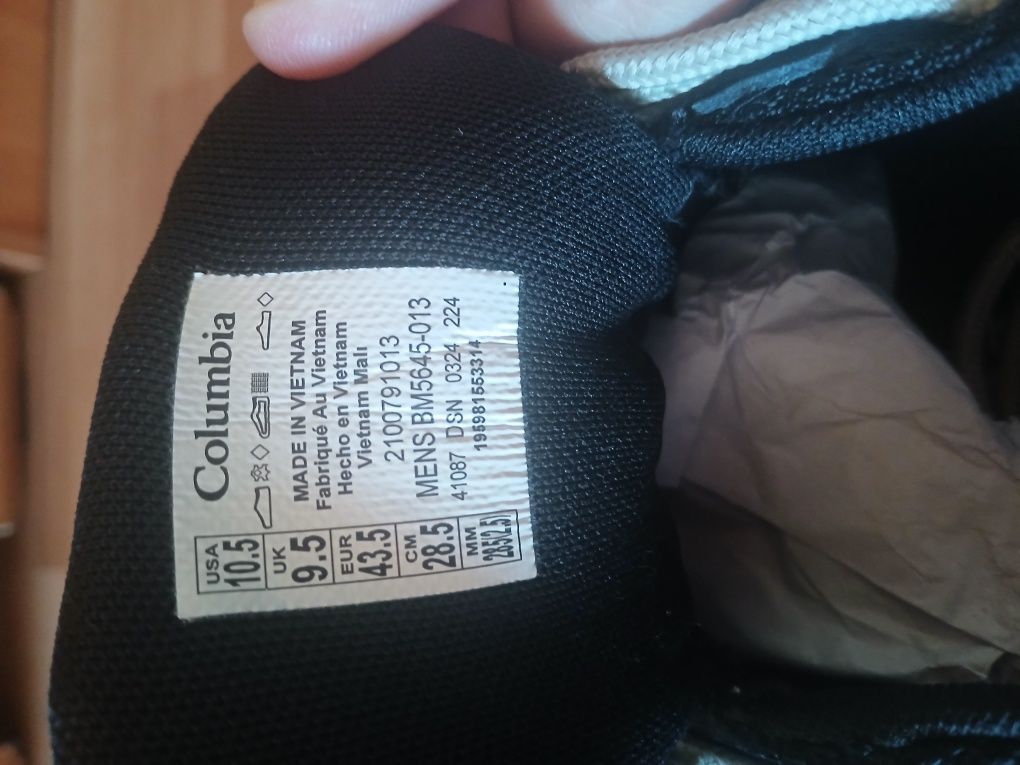 Columbia
MADE IN VIETNAM
Fabriqué Au Vietnam
Hecho en Vietnam
Vietnam Malı
2100791013
MENS BM5645-013
41087 DSN 0324 224
USA
10.5
UK
9.5
EUR
43.5
CM
28.5
MM